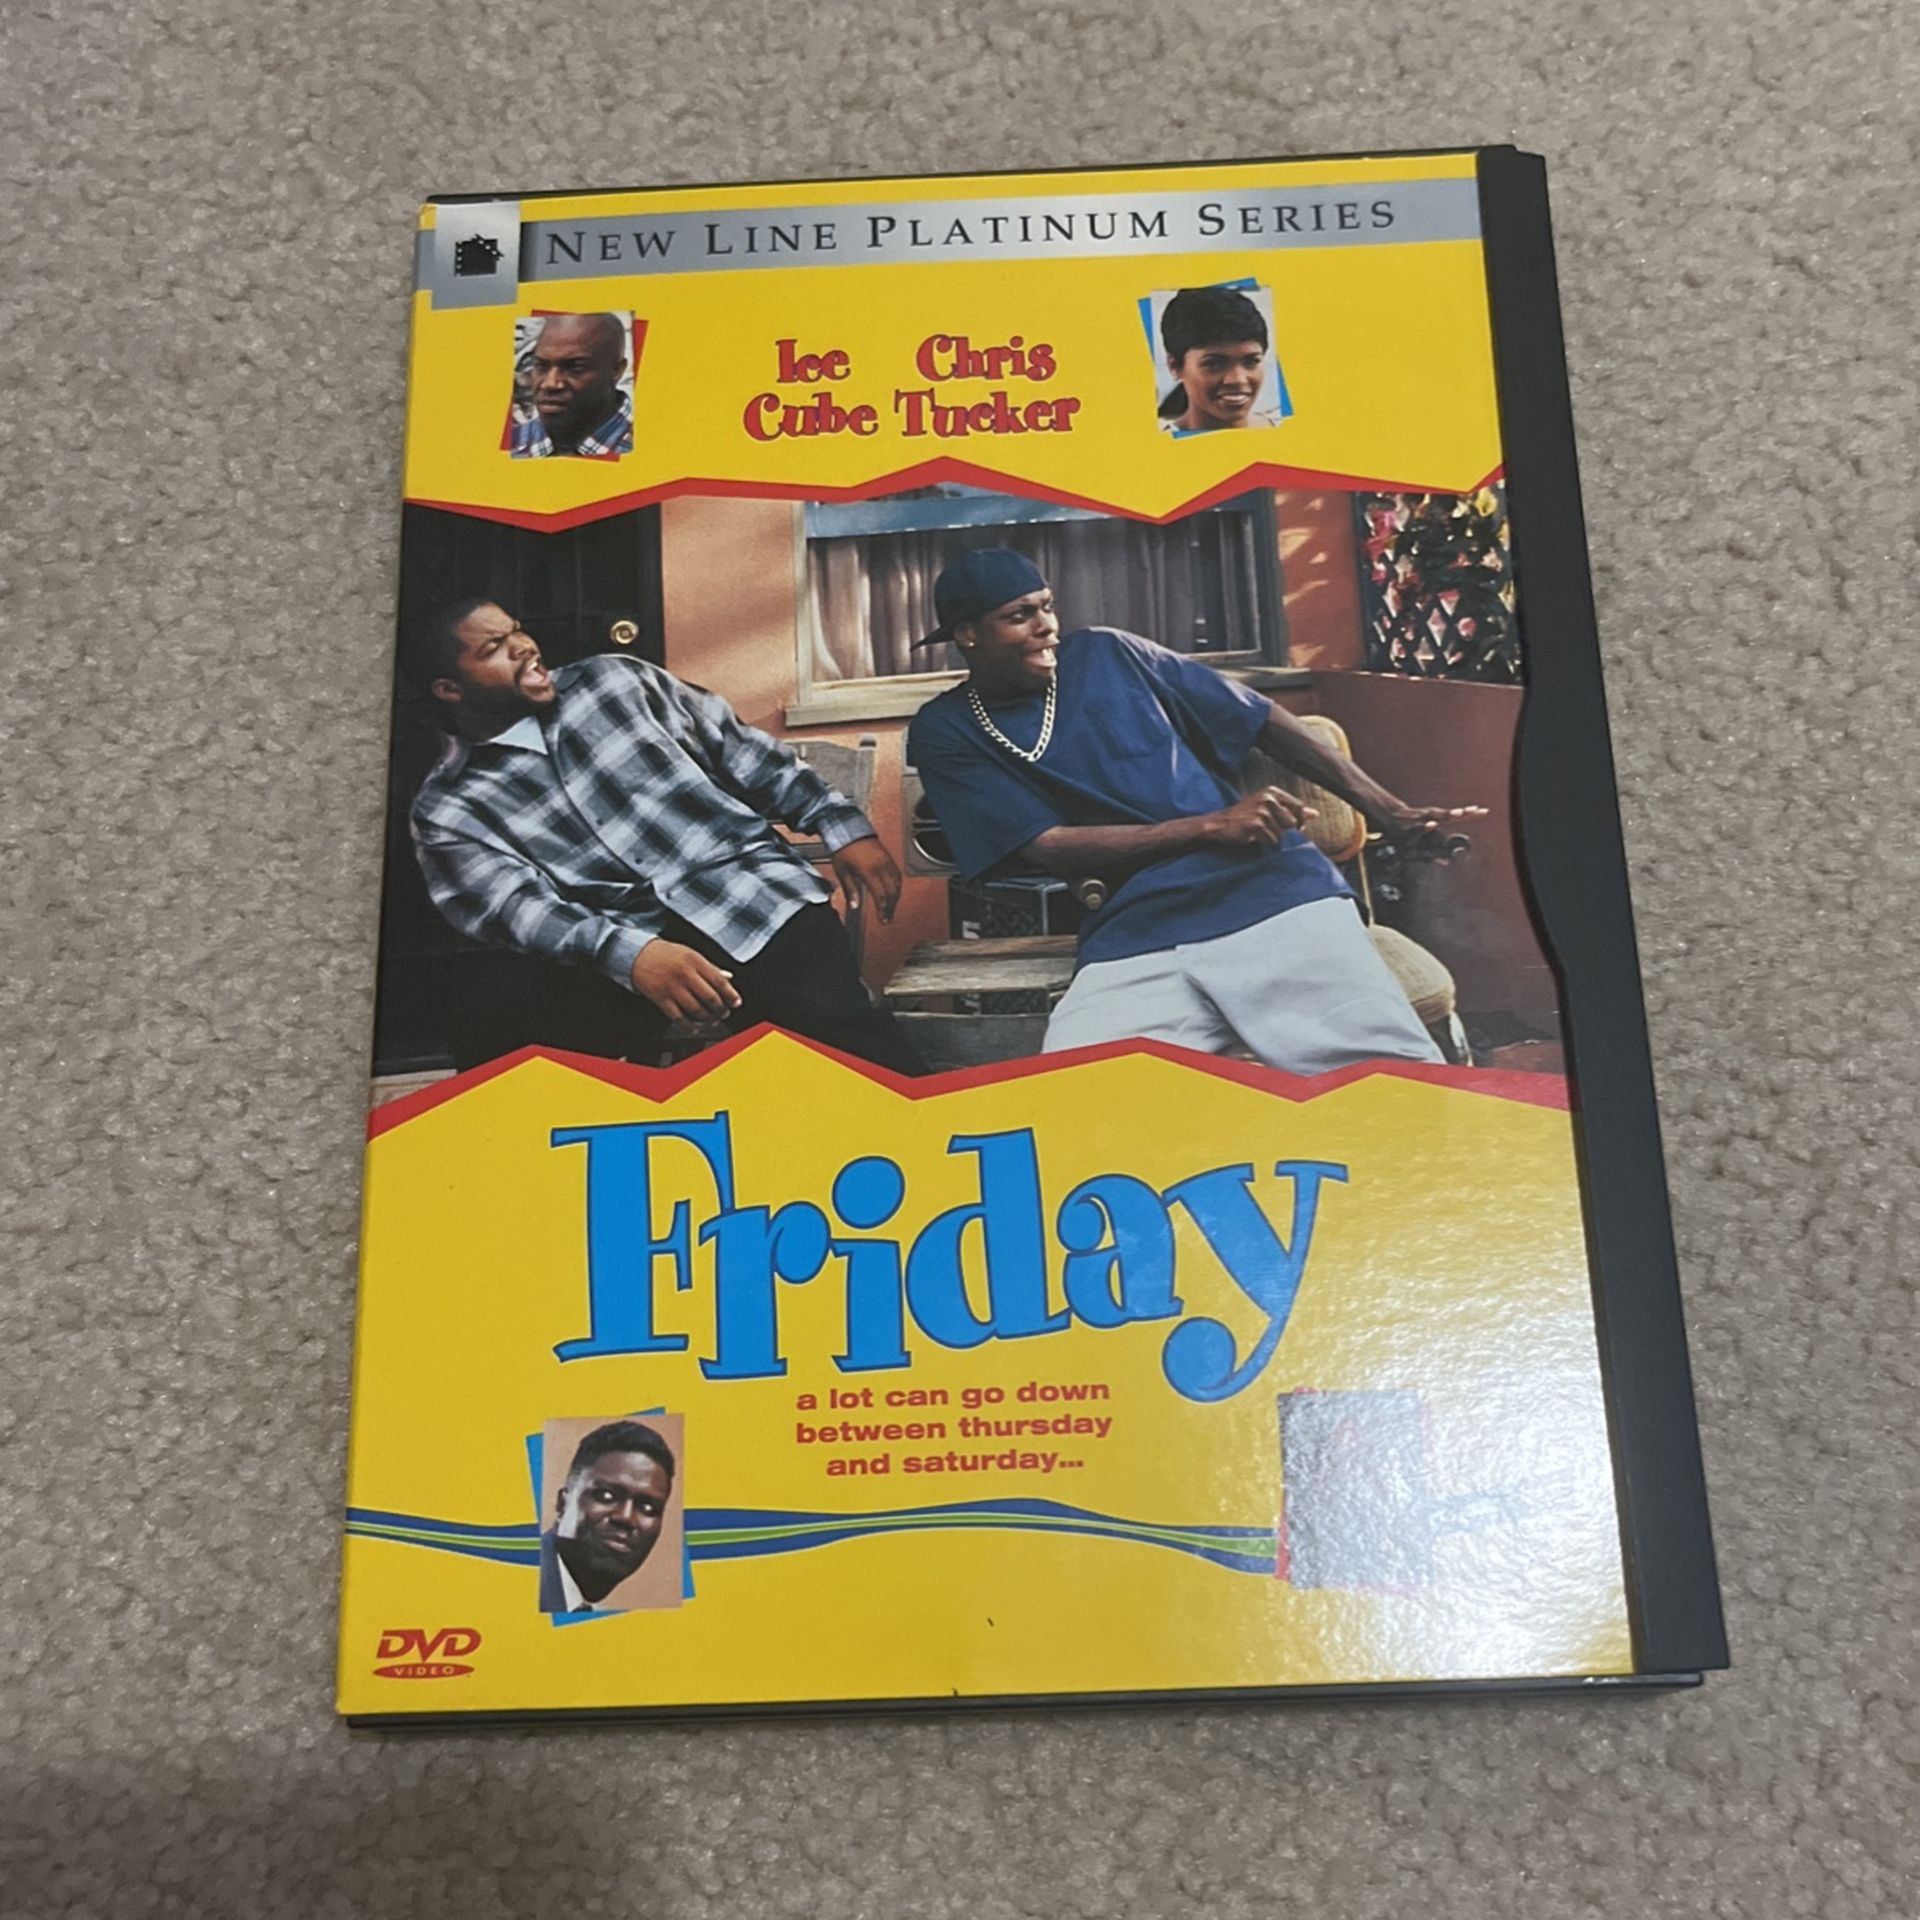 NEW LINE PLATINUM SERIES
Ice Chris
Cube Tucker
Friday
a lot can go down
between thursday
and saturday...
DVD
VIDEO